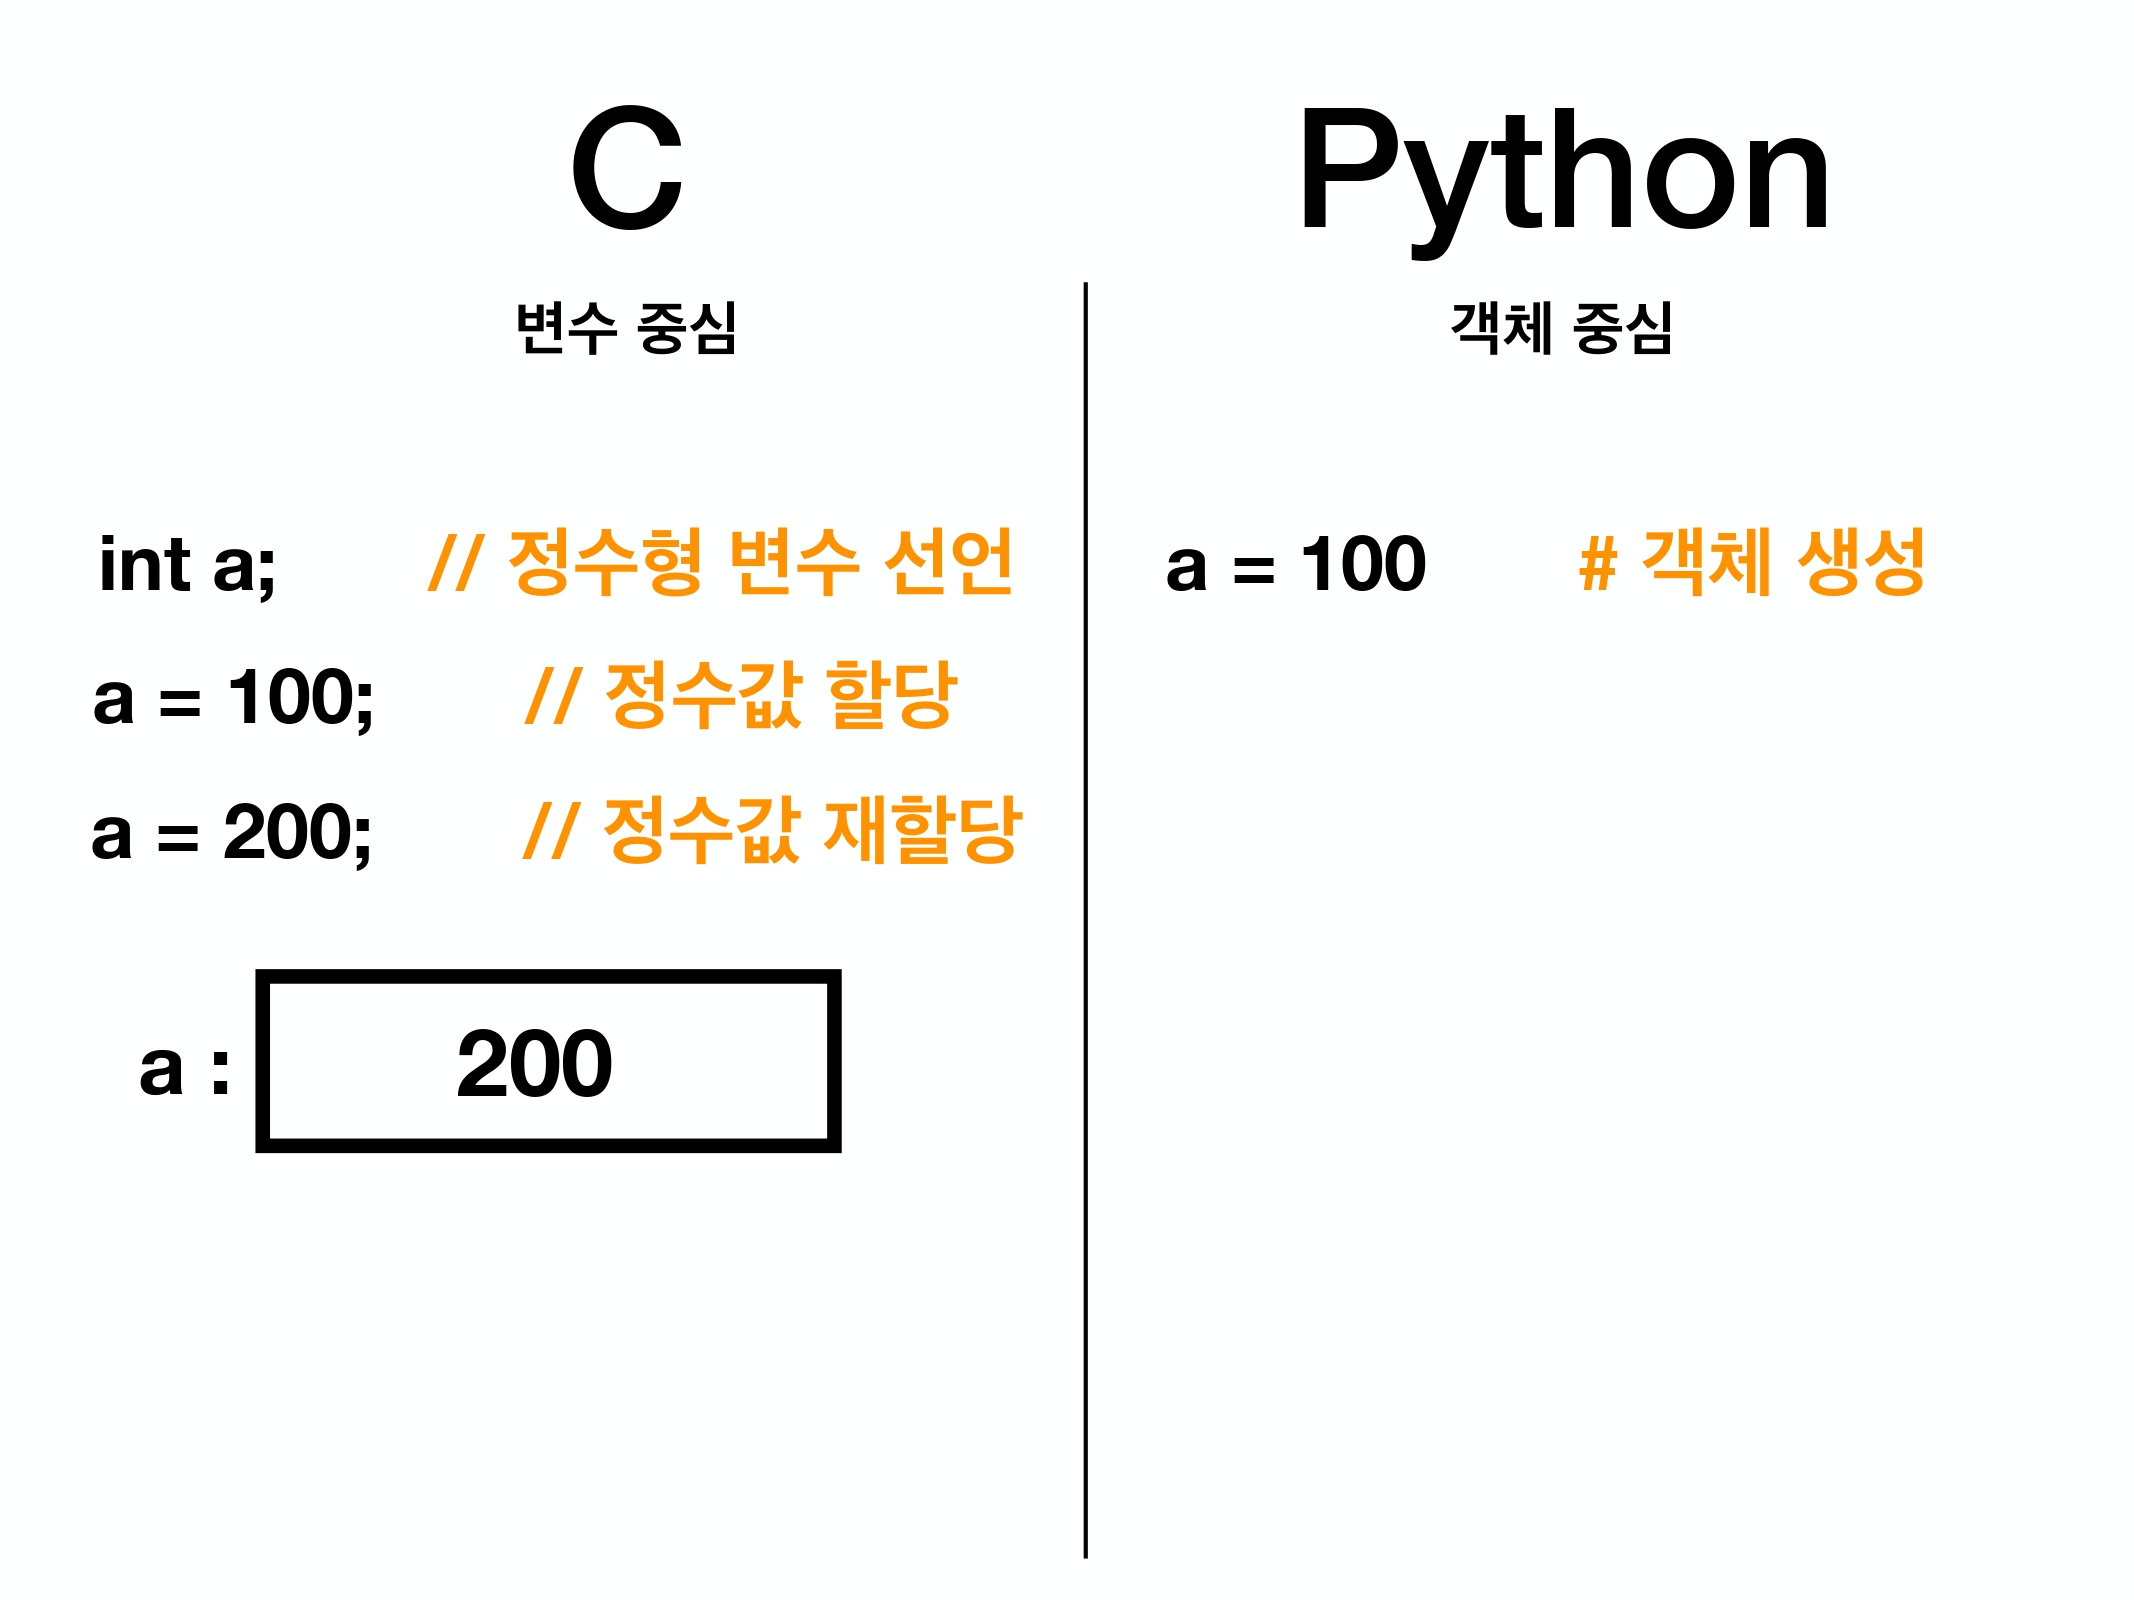 C
변수 중심
int a; // 정수형 변수 선언
a = 100; // 정수값 할당
a = 200; // 정수값 재할당
a : 200
Python
객체 중심
a = 100 # 객체 생성